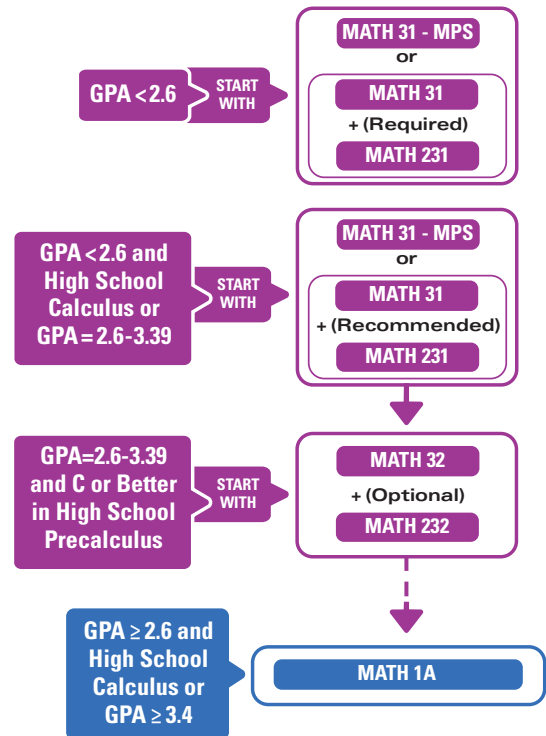 MATH 31 - MPS
or
GPA < 2.6
START
WITH
MATH 31
+ (Required)
MATH 231
GPA < 2.6 and
High School
Calculus or
GPA = 2.6-3.39
START
WITH
MATH 31 - MPS
or
MATH 31
+ (Recommended)
MATH 231
GPA=2.6-3.39
and C or Better
in High School
Precalculus
START
WITH
MATH 32
+ (Optional)
MATH 232
GPA ≥ 2.6 and
High School
Calculus or
GPA ≥ 3.4
MATH 1A